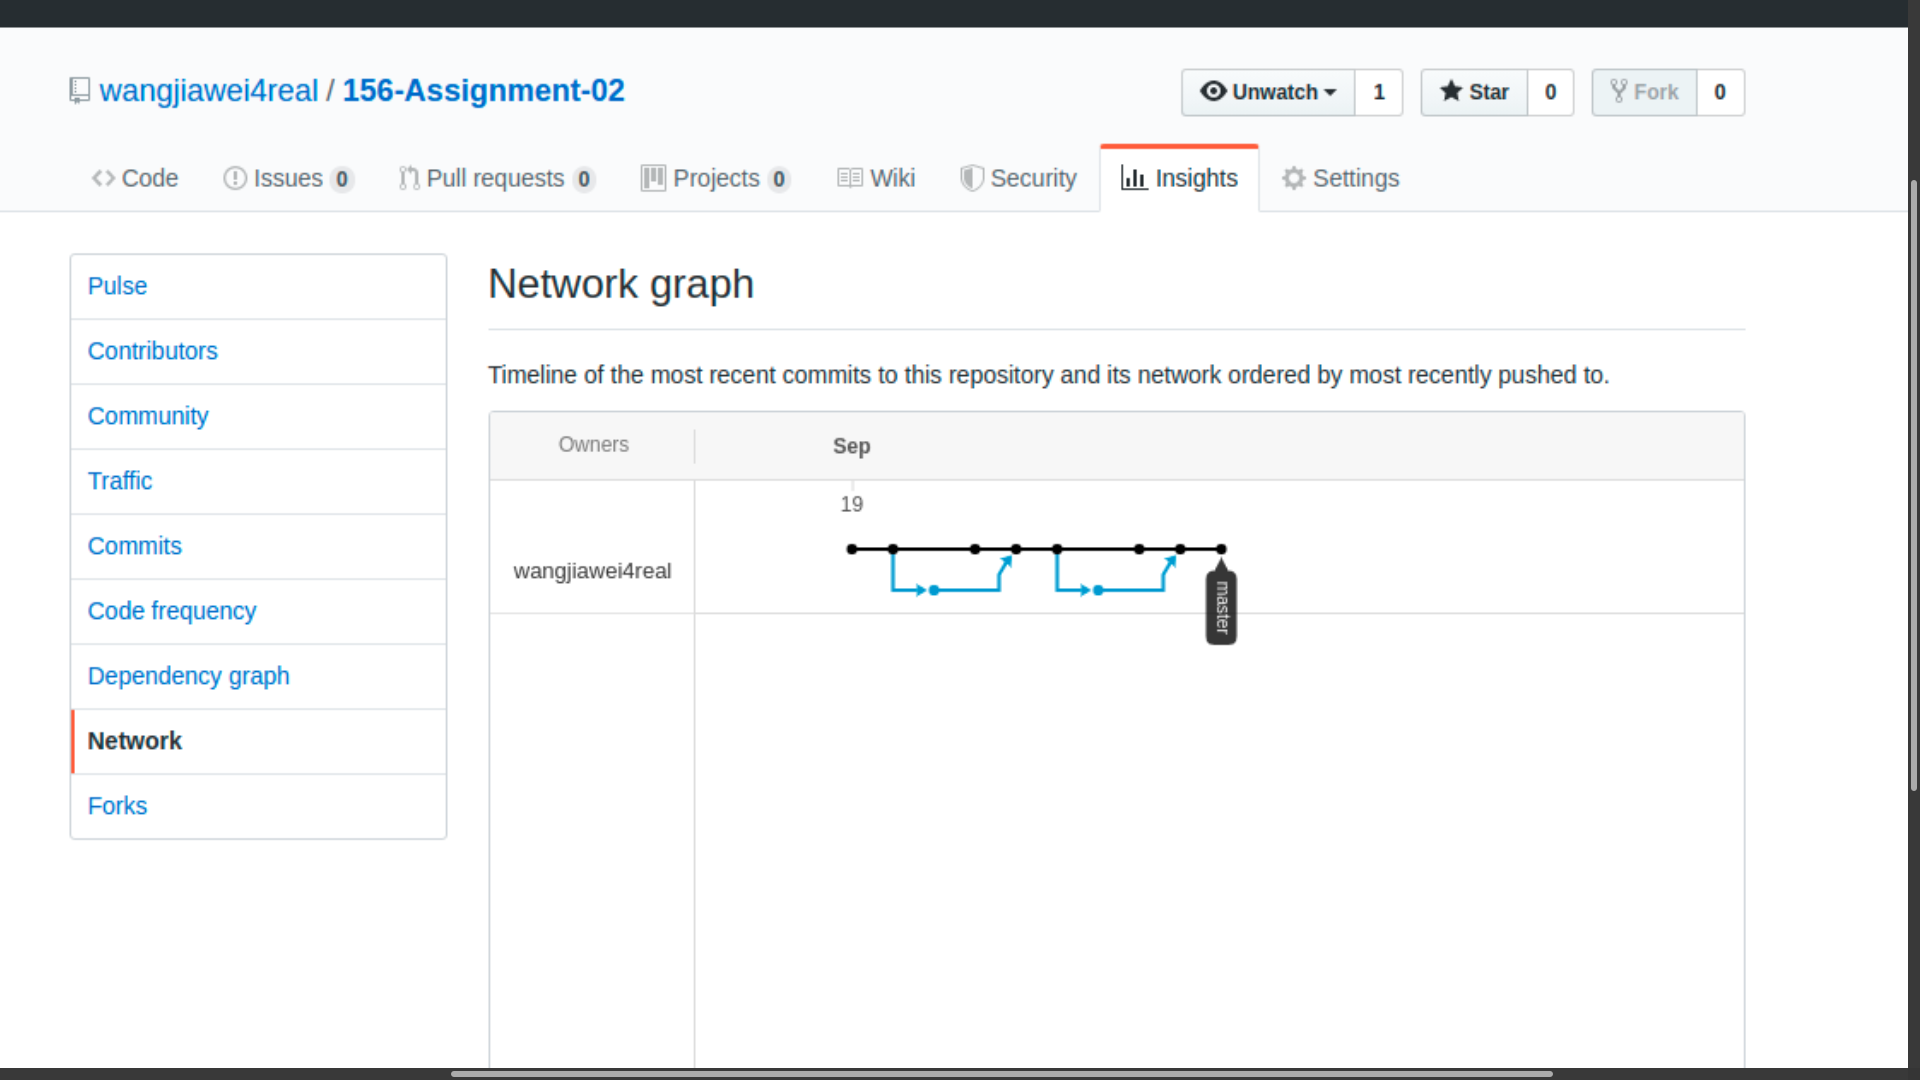 wangjiawei4real / 156-Assignment-02
Unwatch 1 Star 0 Fork 0
Code Issues 0 Pull requests 0 Projects 0 Wiki Security Insights Settings
Pulse
Contributors
Community
Traffic
Commits
Code frequency
Dependency graph
Network
Forks
Network graph
Timeline of the most recent commits to this repository and its network ordered by most recently pushed to.
Owners Sep
19
wangjiawei4real
master